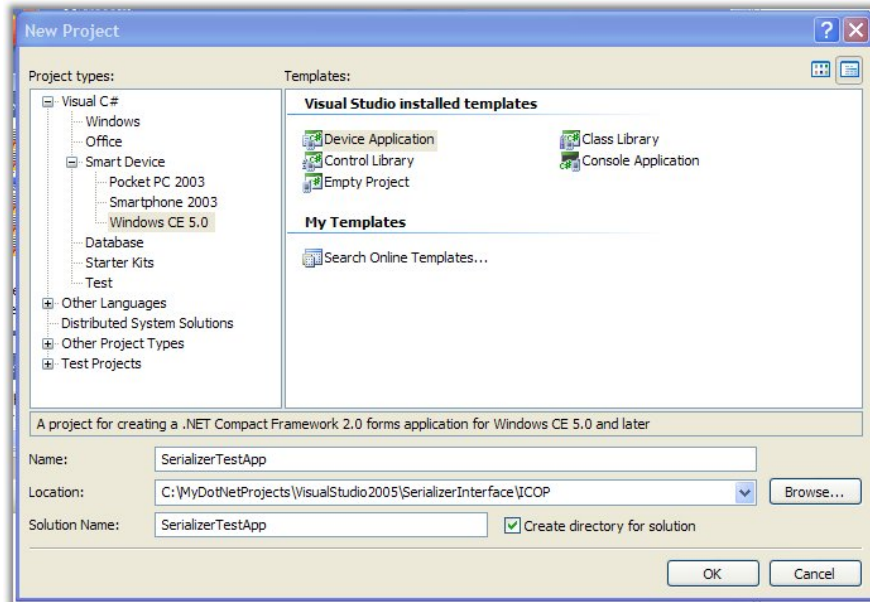 New Project
Project types:
Templates:
Visual C#
Windows
Office
Smart Device
Pocket PC 2003
Smartphone 2003
Windows CE 5.0
Database
Starter Kits
Test
Other Languages
Distributed System Solutions
Other Project Types
Test Projects
Visual Studio installed templates
Device Application
Class Library
Control Library
Console Application
Empty Project
My Templates
Search Online Templates...
A project for creating a .NET Compact Framework 2.0 forms application for Windows CE 5.0 and later
Name:
SerializerTestApp
Location:
C:\MyDotNetProjects\VisualStudio2005\SerializerInterface\ICOP
Browse...
Solution Name:
SerializerTestApp
Create directory for solution
OK
Cancel